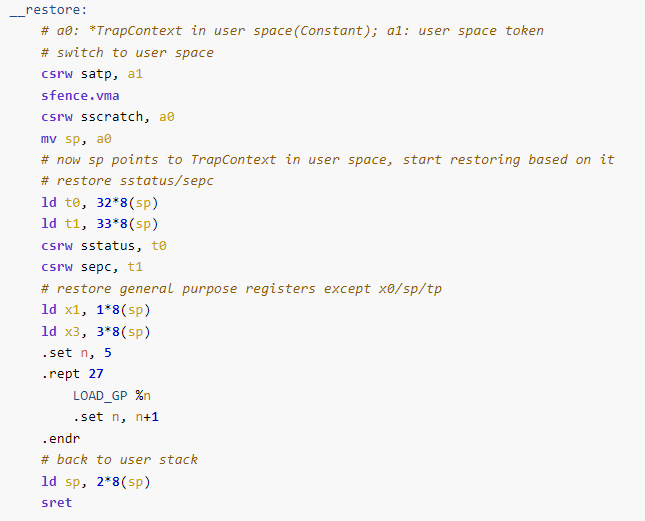 __restore:
    # a0: *TrapContext in user space(Constant); a1: user space token
    # switch to user space
    csrw satp, a1
    sfence.vma
    csrw sscratch, a0
    mv sp, a0
    # now sp points to TrapContext in user space, start restoring based on it
    # restore sstatus/sepc
    ld t0, 32*8(sp)
    ld t1, 33*8(sp)
    csrw sstatus, t0
    csrw sepc, t1
    # restore general purpose registers except x0/sp/tp
    ld x1, 1*8(sp)
    ld x3, 3*8(sp)
    .set n, 5
    .rept 27
        LOAD_GP %n
        .set n, n+1
    .endr
    # back to user stack
    ld sp, 2*8(sp)
    sret